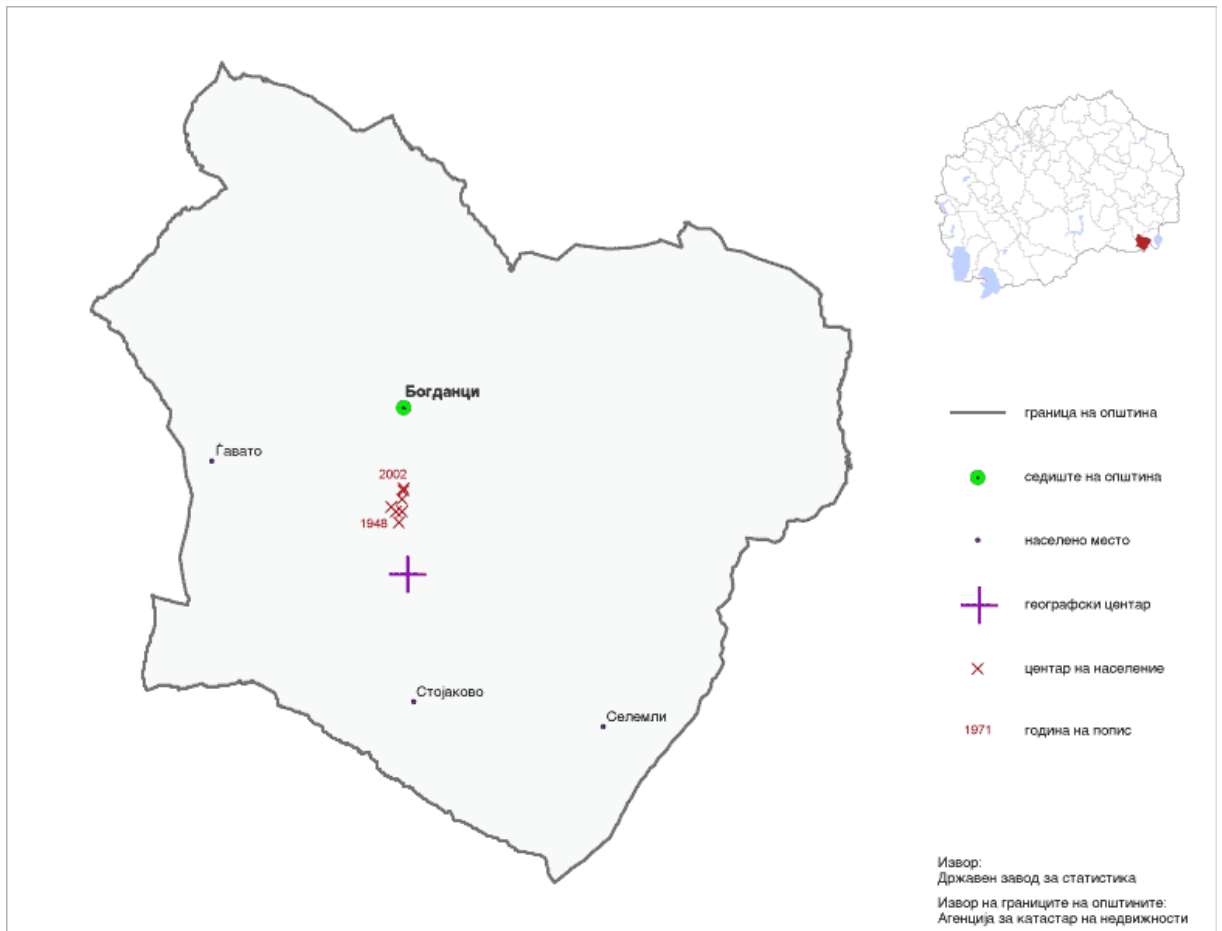 Богданци
Ѓавато
2002
1948
Стојаково
Селемли
граница на општина
седиште на општина
населено место
географски центар
центар на население
1971 година на попис
Извор:
Државен завод за статистика
Извор на границите на општините:
Агенција за катастар на недвижности